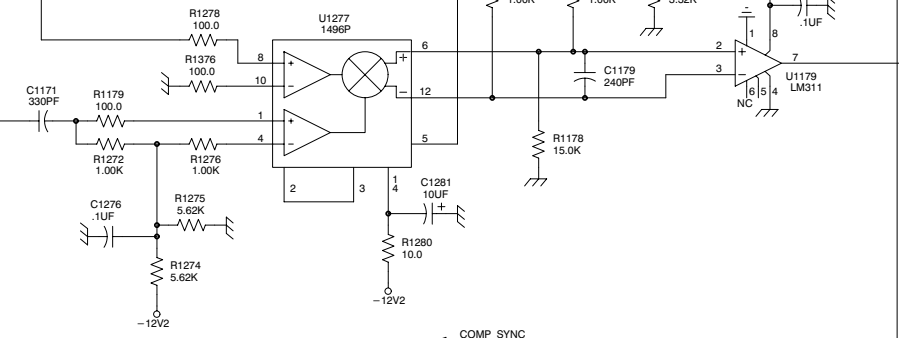 R1278
100.0
U1277
1496P
.1UF
8
+
R1376
100.0
10
−
6
+
−
12
2
+
3
−
1
8
7
U1179
LM311
NC
6
5
4
C1179
240PF
C1171
330PF
R1179
100.0
1
+
4
−
R1272
1.00K
R1276
1.00K
5
R1178
15.0K
2
3
1
4
C1281
10UF
+
C1276
.1UF
R1275
5.62K
R1274
5.62K
−12V2
R1280
10.0
−12V2
COMP SYNC